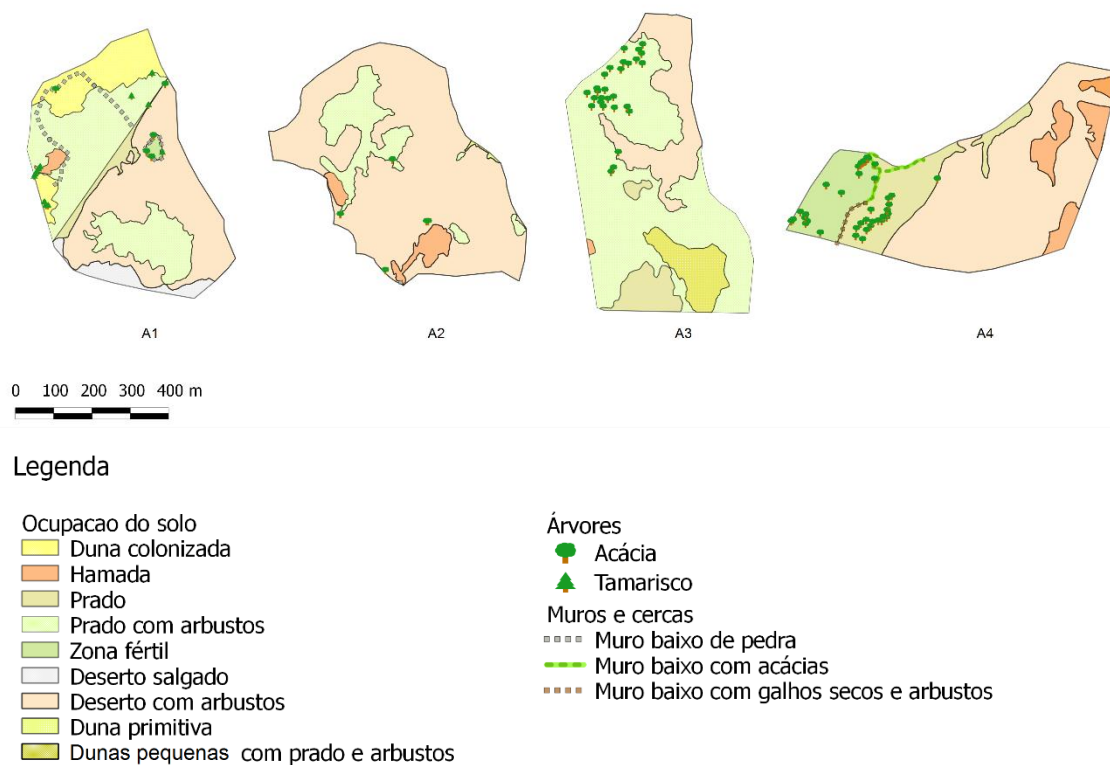 A1
A2
A3
A4
0 100 200 300 400 m
Legenda
Ocupacao do solo
Duna colonizada
Hamada
Prado
Prado com arbustos
Zona fértil
Deserto salgado
Deserto com arbustos
Duna primitiva
Dunas pequenas com prado e arbustos
Árvores
Acácia
Tamarisco
Muros e cercas
Muro baixo de pedra
Muro baixo com acácias
Muro baixo com galhos secos e arbustos